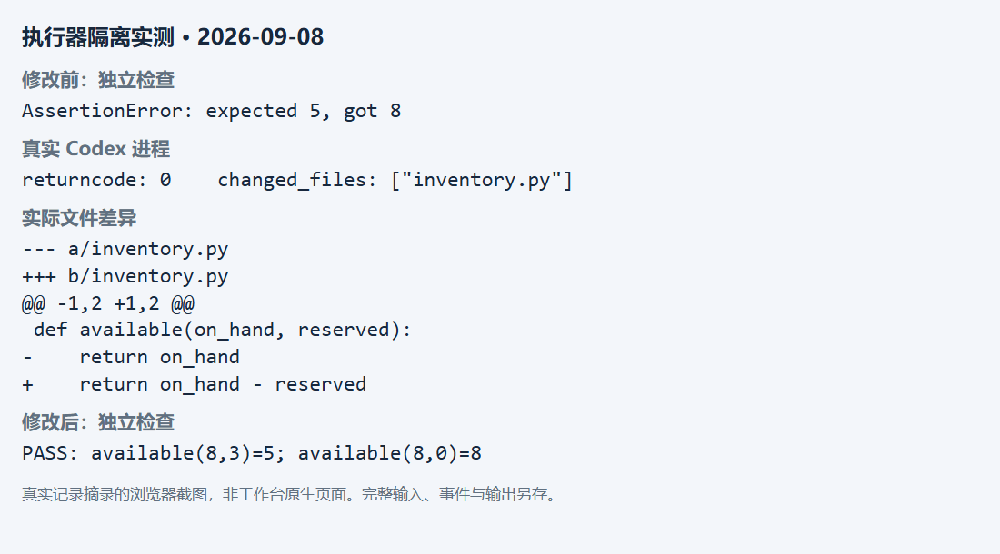 执行器隔离实测 • 2026-09-08
修改前：独立检查
AssertionError: expected 5, got 8
真实 Codex 进程
returncode: 0    changed_files: ["inventory.py"]
实际文件差异
--- a/inventory.py
+++ b/inventory.py
@@ -1,2 +1,2 @@
 def available(on_hand, reserved):
-    return on_hand
+    return on_hand - reserved
修改后：独立检查
PASS: available(8,3)=5; available(8,0)=8
真实记录摘录的浏览器截图，非工作台原生页面。完整输入、事件与输出另存。